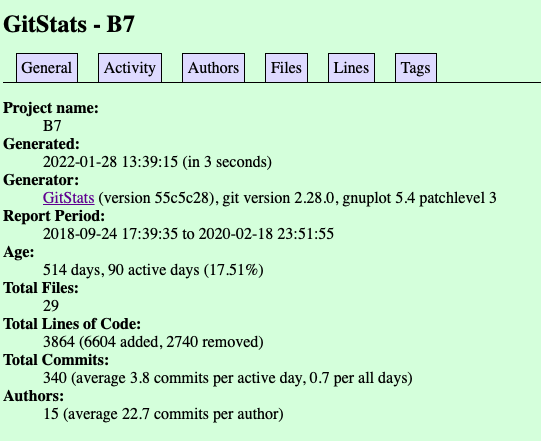 GitStats - B7
General Activity Authors Files Lines Tags
Project name:
B7
Generated:
2022-01-28 13:39:15 (in 3 seconds)
Generator:
GitStats (version 55c5c28), git version 2.28.0, gnuplot 5.4 patchlevel 3
Report Period:
2018-09-24 17:39:35 to 2020-02-18 23:51:55
Age:
514 days, 90 active days (17.51%)
Total Files:
29
Total Lines of Code:
3864 (6604 added, 2740 removed)
Total Commits:
340 (average 3.8 commits per active day, 0.7 per all days)
Authors:
15 (average 22.7 commits per author)